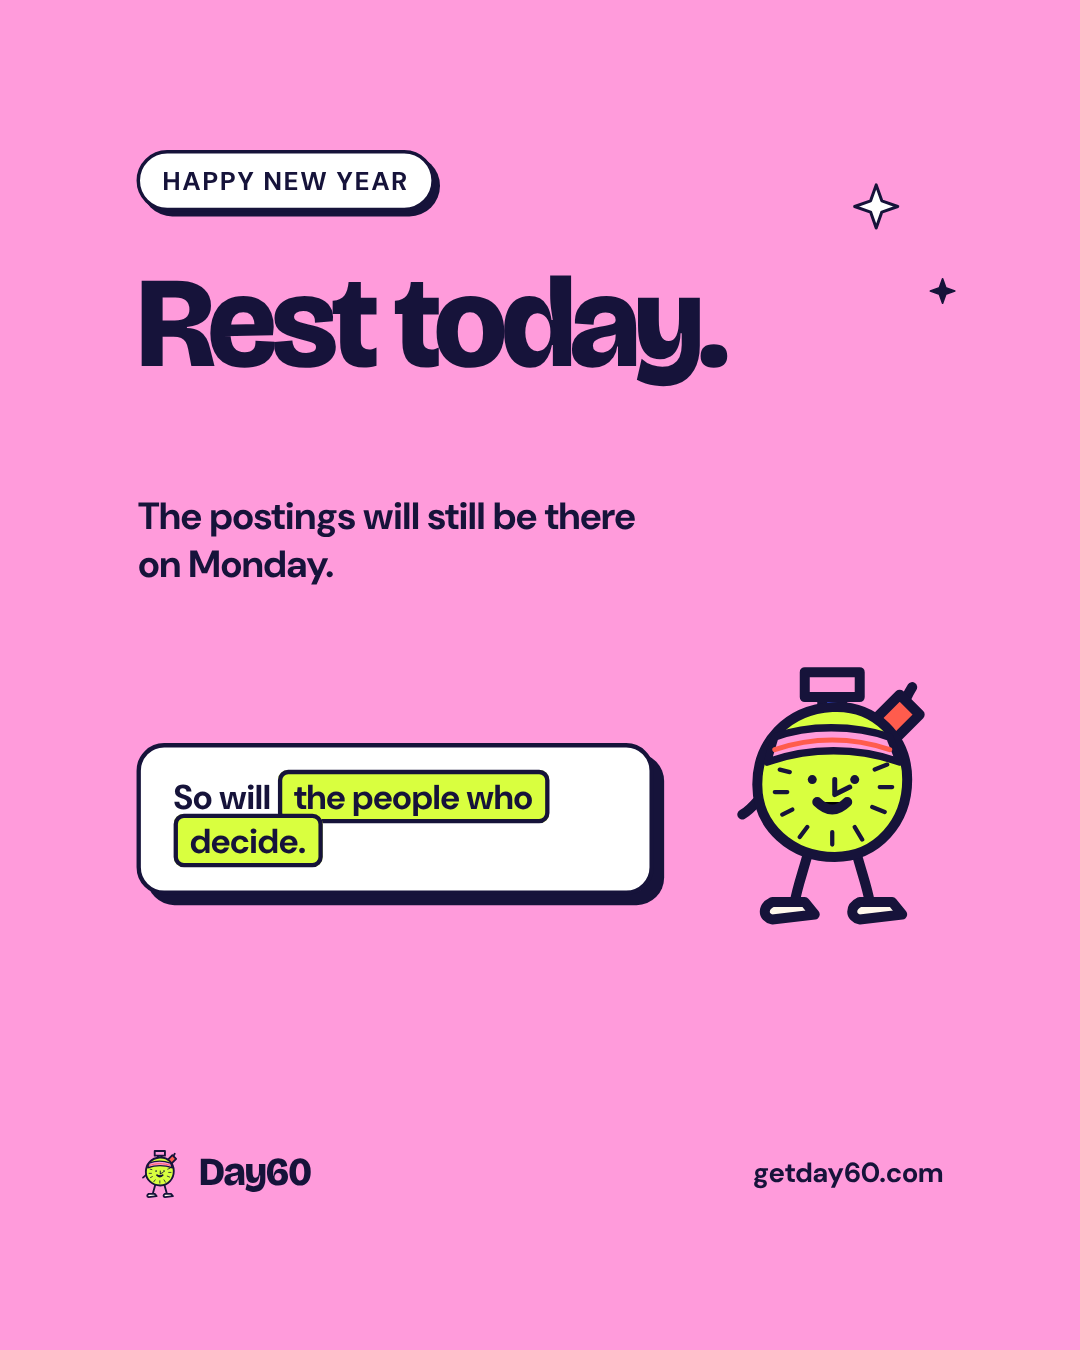 HAPPY NEW YEAR
Rest today.
The postings will still be there
on Monday.
So will the people who
decide.
Day60
getday60.com